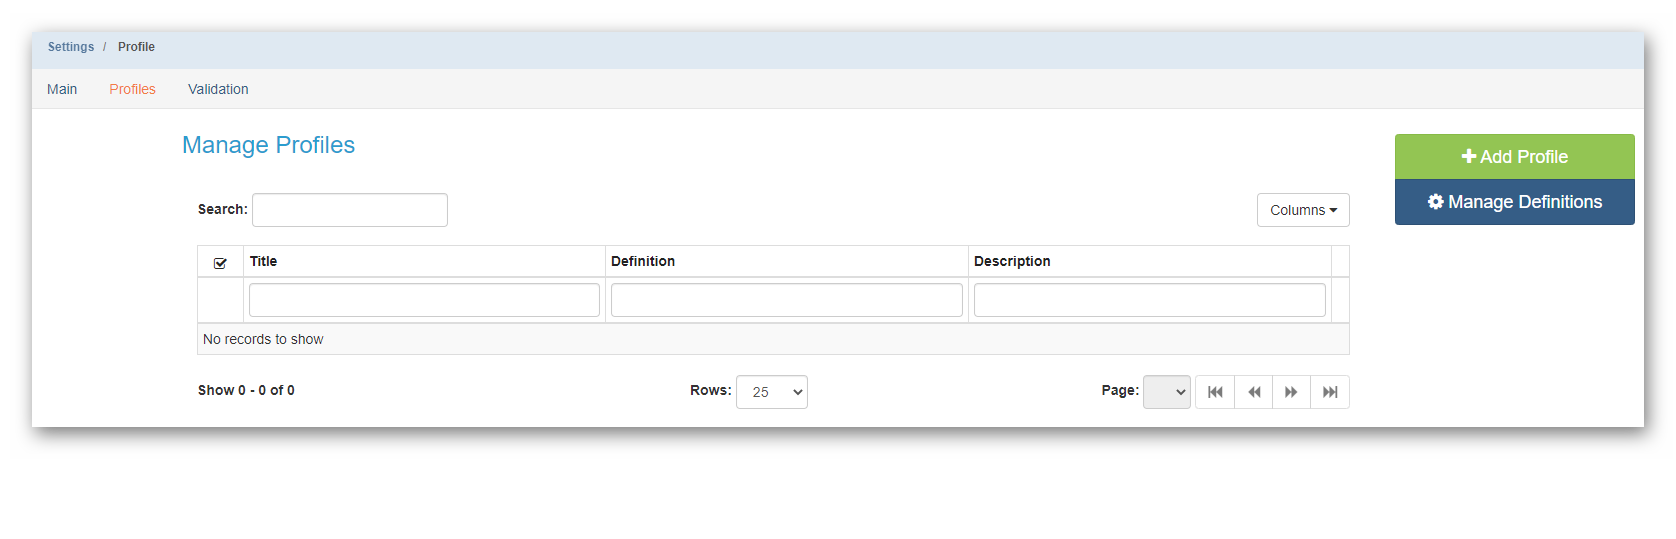 Settings / Profile
Main Profiles Validation
Manage Profiles
Add Profile
Manage Definitions
Search:
Columns
Title Definition Description
No records to show
Show 0 - 0 of 0 Rows: 25 Page: